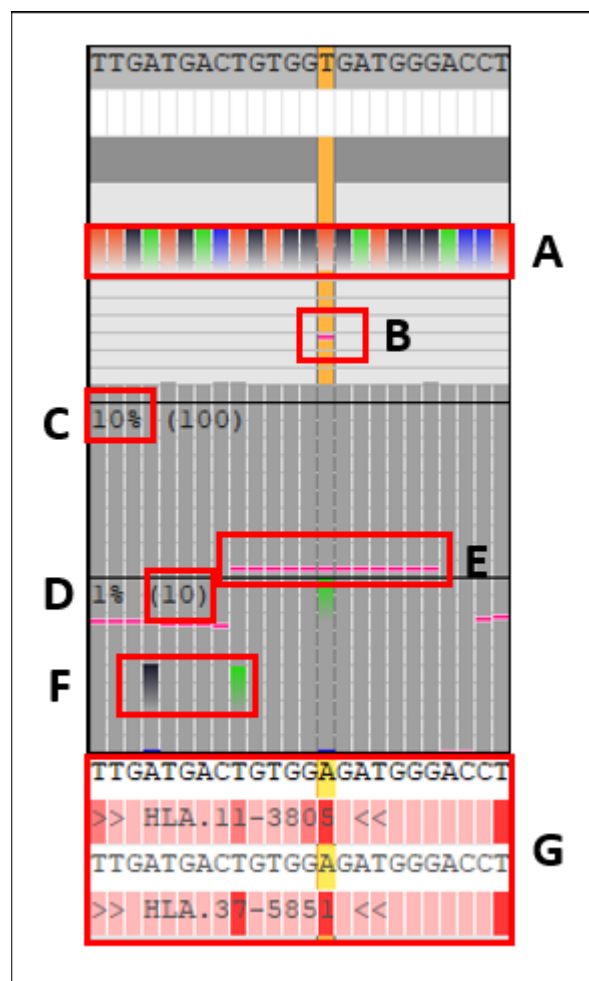 TTGATGACTGTGGTGATGGGACCT
A
B
C 10% (100)
E
D 1% (10)
F
TTGATGACTGTGGAGATGGGACCT
>> HLA.11-3805 <<
G
TTGATGACTGTGGAGATGGGACCT
>> HLA.37-5851 <<